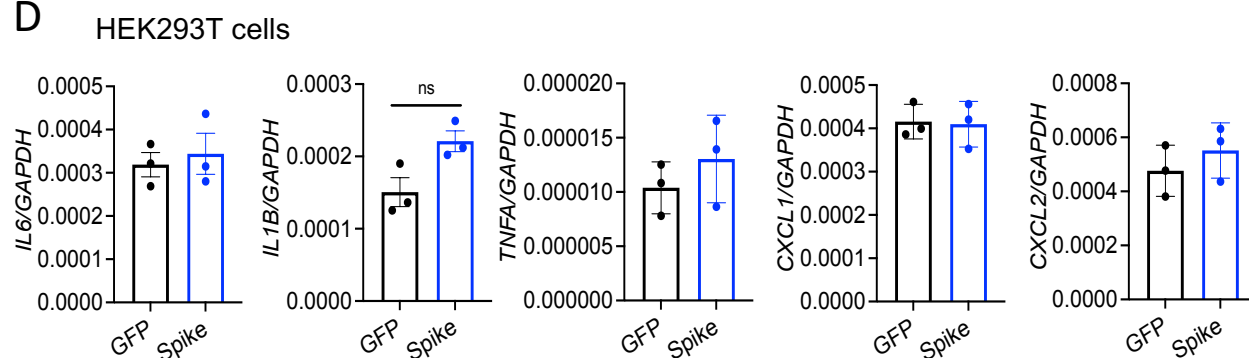 D
HEK293T cells
IL6/GAPDH
0.0005
0.0004
0.0003
0.0002
0.0001
0.0000
GFP
Spike
IL1B/GAPDH
0.0003
0.0002
0.0001
0.0000
ns
GFP
Spike
TNFA/GAPDH
0.000020
0.000015
0.000010
0.000005
0.000000
GFP
Spike
CXCL1/GAPDH
0.0005
0.0004
0.0003
0.0002
0.0001
0.0000
GFP
Spike
CXCL2/GAPDH
0.0008
0.0006
0.0004
0.0002
0.0000
GFP
Spike